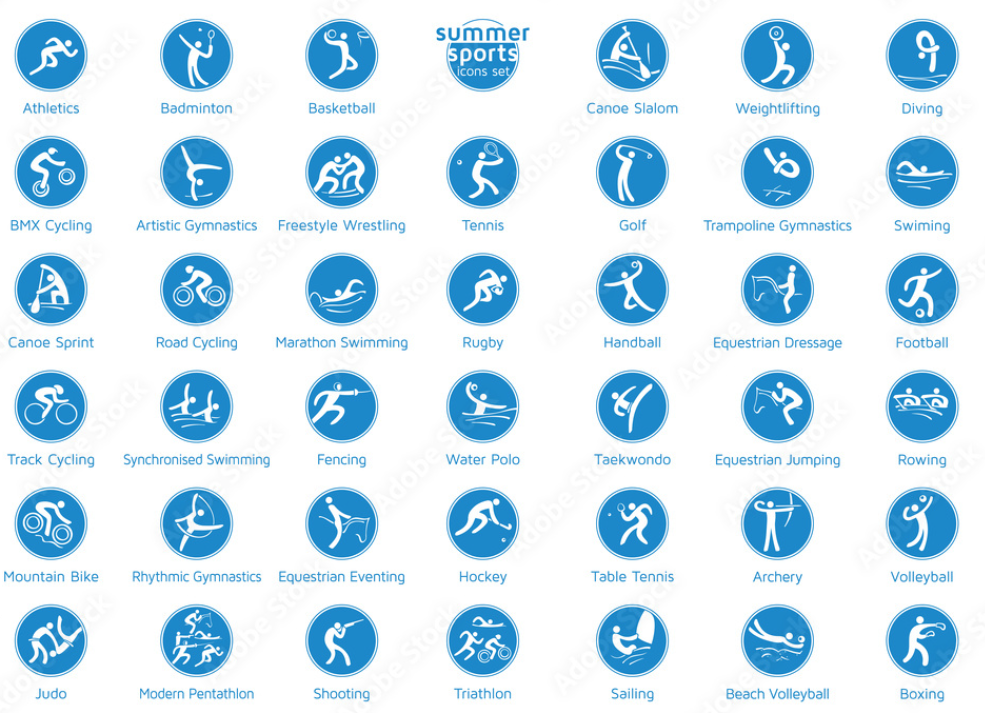 summer
sports
icons set
Athletics Badminton Basketball Canoe Slalom Weightlifting Diving
BMX Cycling Artistic Gymnastics Freestyle Wrestling Tennis Golf Trampoline Gymnastics Swiming
Canoe Sprint Road Cycling Marathon Swimming Rugby Handball Equestrian Dressage Football
Track Cycling Synchronised Swimming Fencing Water Polo Taekwondo Equestrian Jumping Rowing
Mountain Bike Rhythmic Gymnastics Equestrian Eventing Hockey Table Tennis Archery Volleyball
Judo Modern Pentathlon Shooting Triathlon Sailing Beach Volleyball Boxing